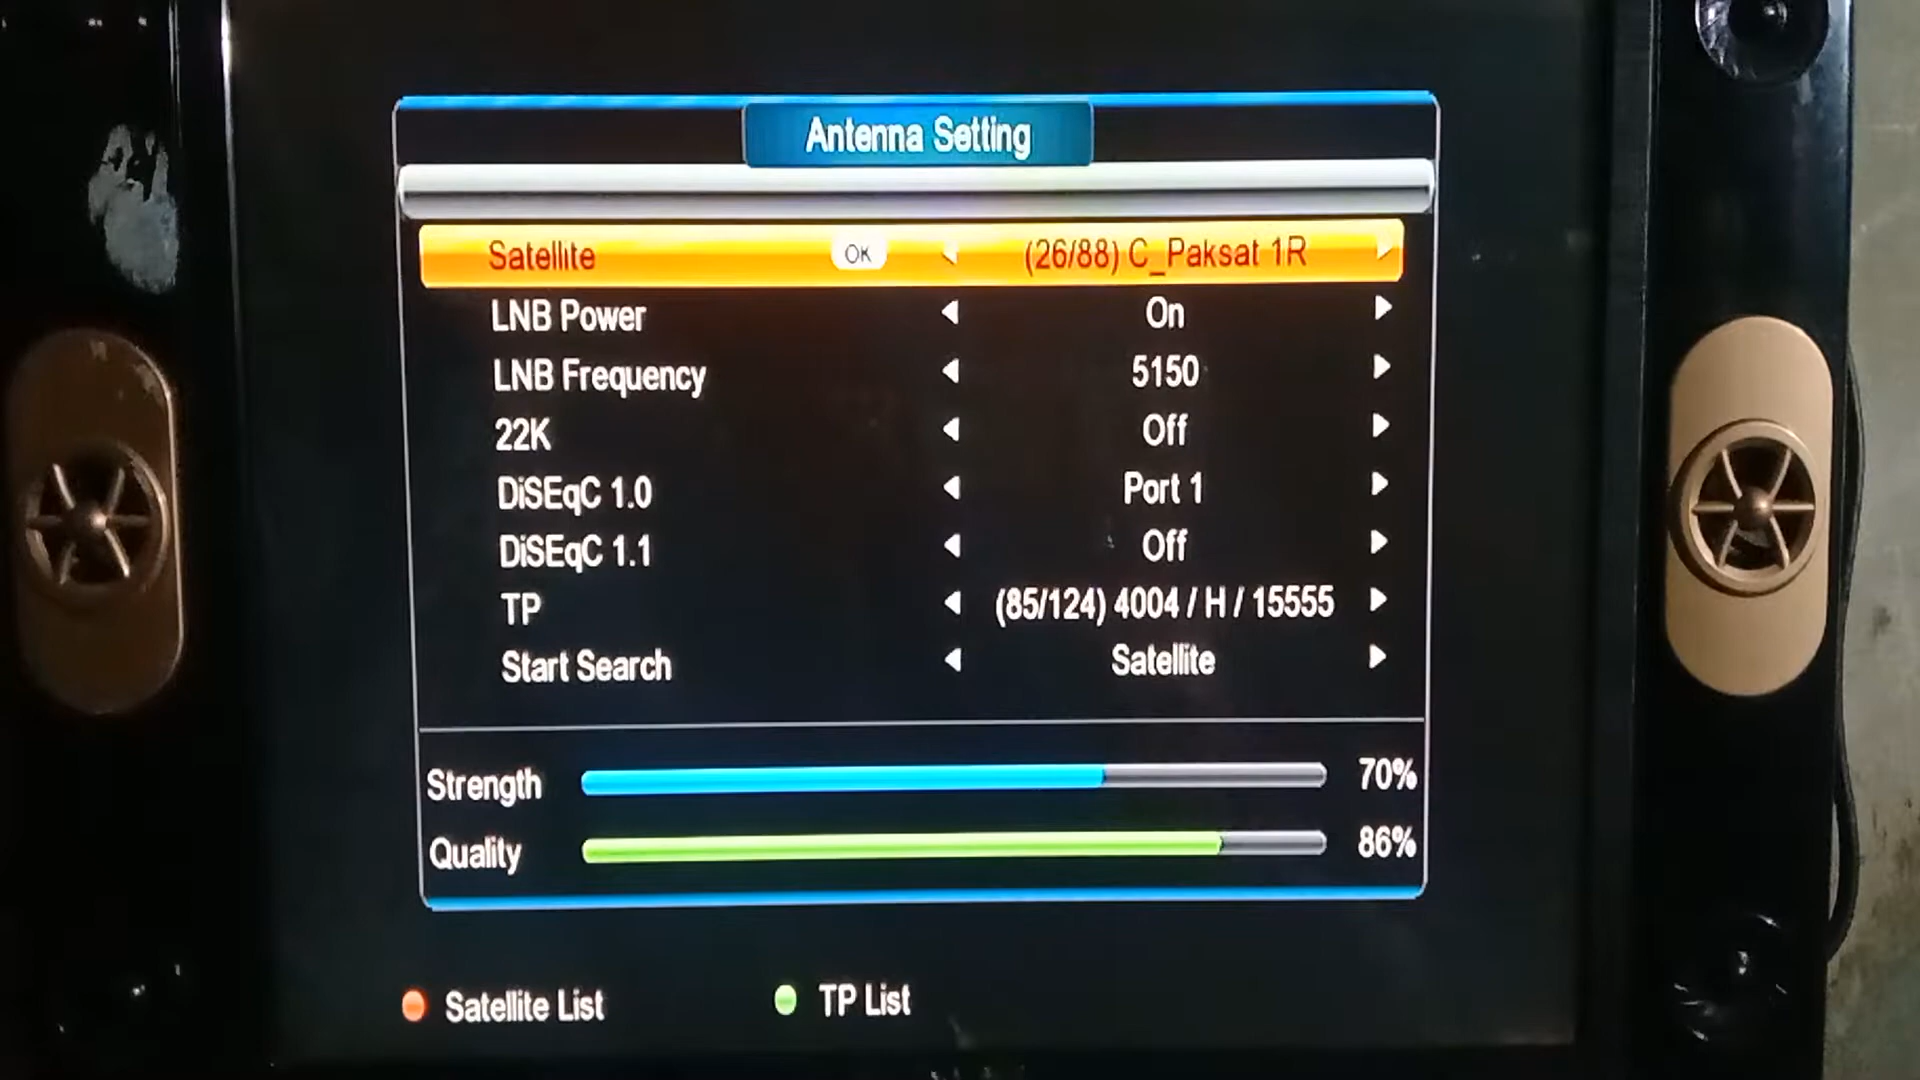 Antenna Setting
Satellite OK (26/88) C_Paksat 1R
LNB Power On
LNB Frequency 5150
22K Off
DiSEqC 1.0 Port 1
DiSEqC 1.1 Off
TP (85/124) 4004 / H / 15555
Start Search Satellite
Strength 70%
Quality 86%
Satellite List TP List